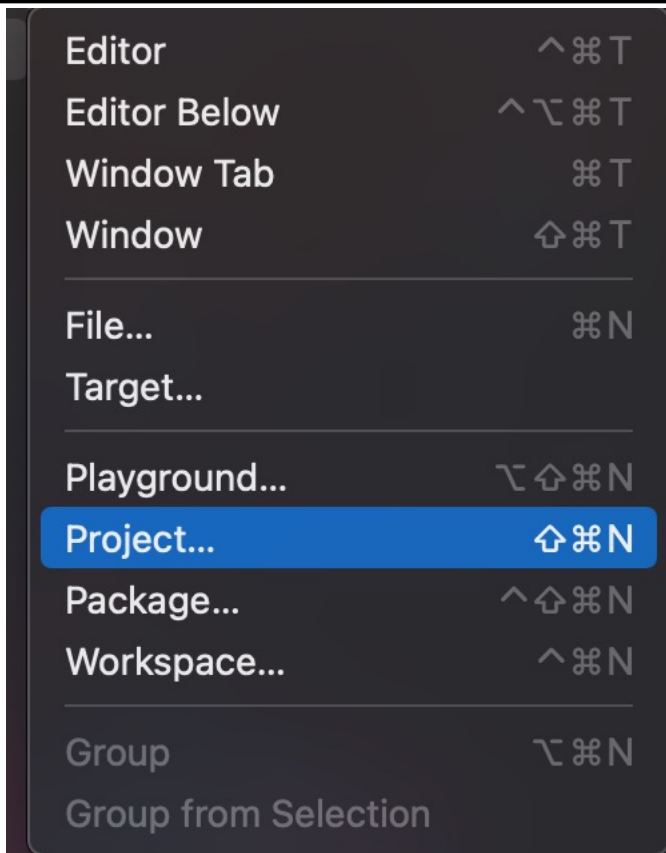 Editor ⌃⌘T
Editor Below ⌃⌥⌘T
Window Tab ⌘T
Window ⇧⌘T
File... ⌘N
Target...
Playground... ⌥⇧⌘N
Project... ⇧⌘N
Package... ⌃⇧⌘N
Workspace... ⌃⌘N
Group ⌥⌘N
Group from Selection